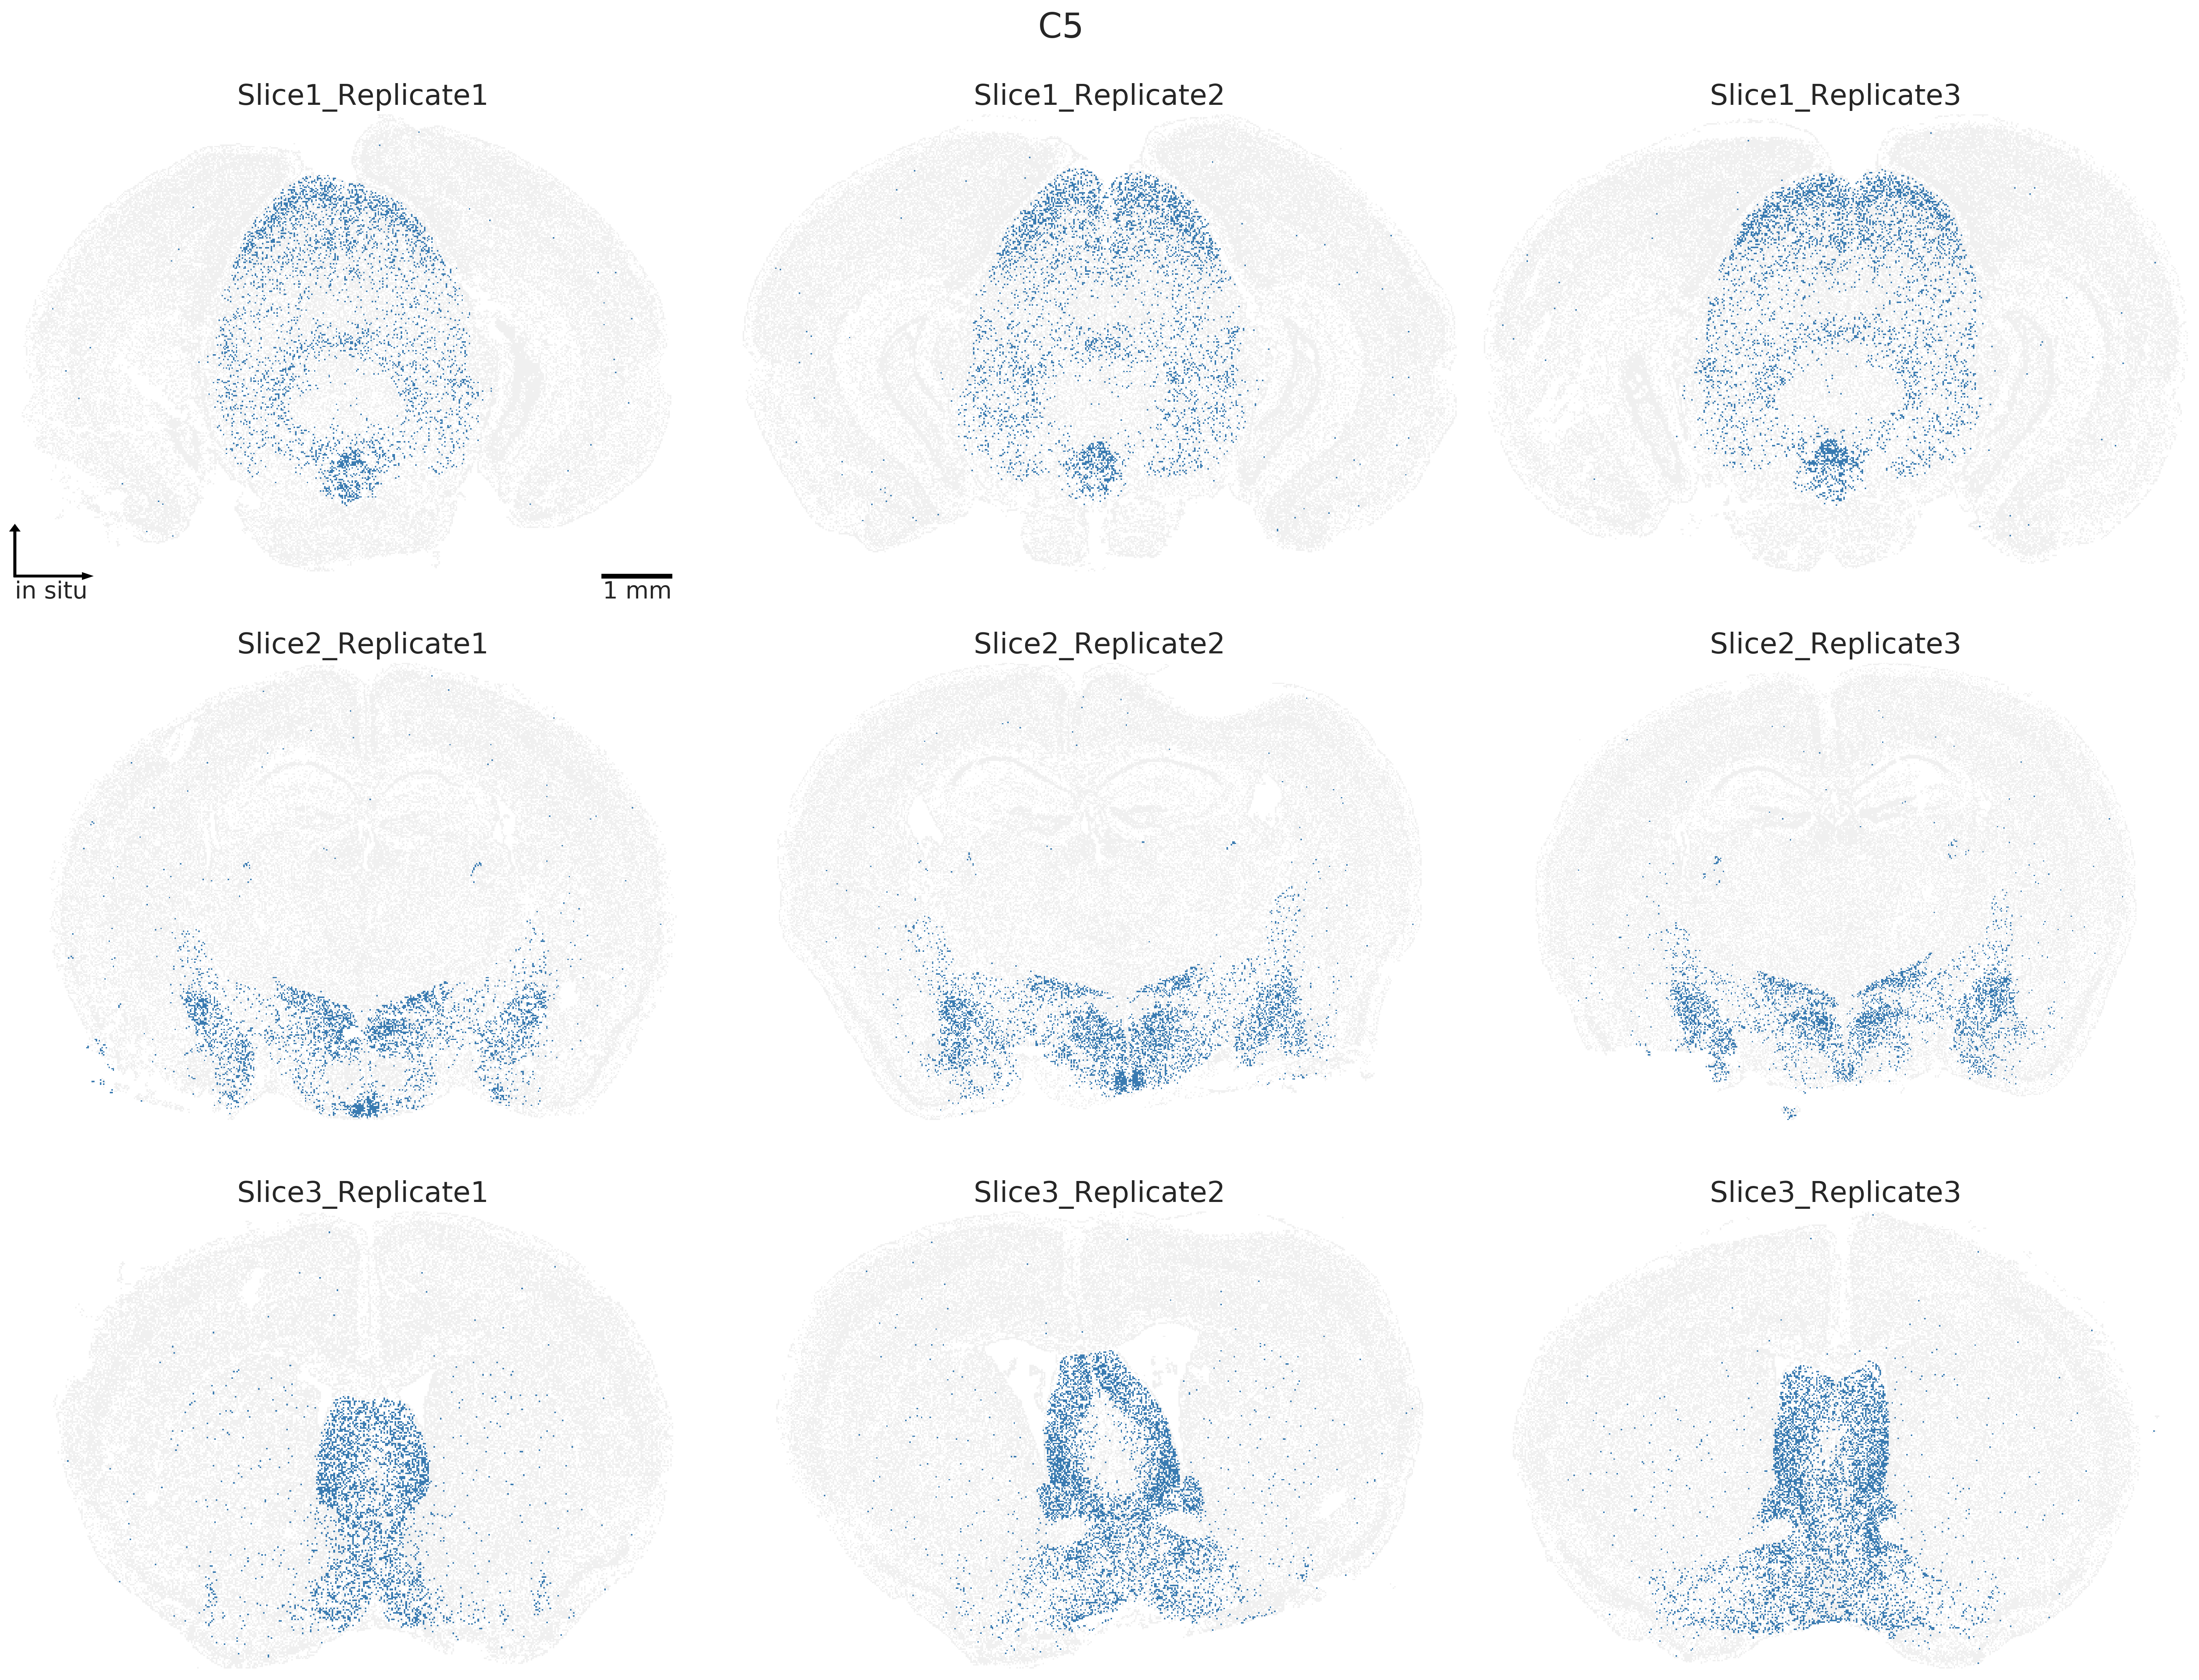 C5
Slice1_Replicate1
Slice1_Replicate2
Slice1_Replicate3
in situ
1 mm
Slice2_Replicate1
Slice2_Replicate2
Slice2_Replicate3
Slice3_Replicate1
Slice3_Replicate2
Slice3_Replicate3